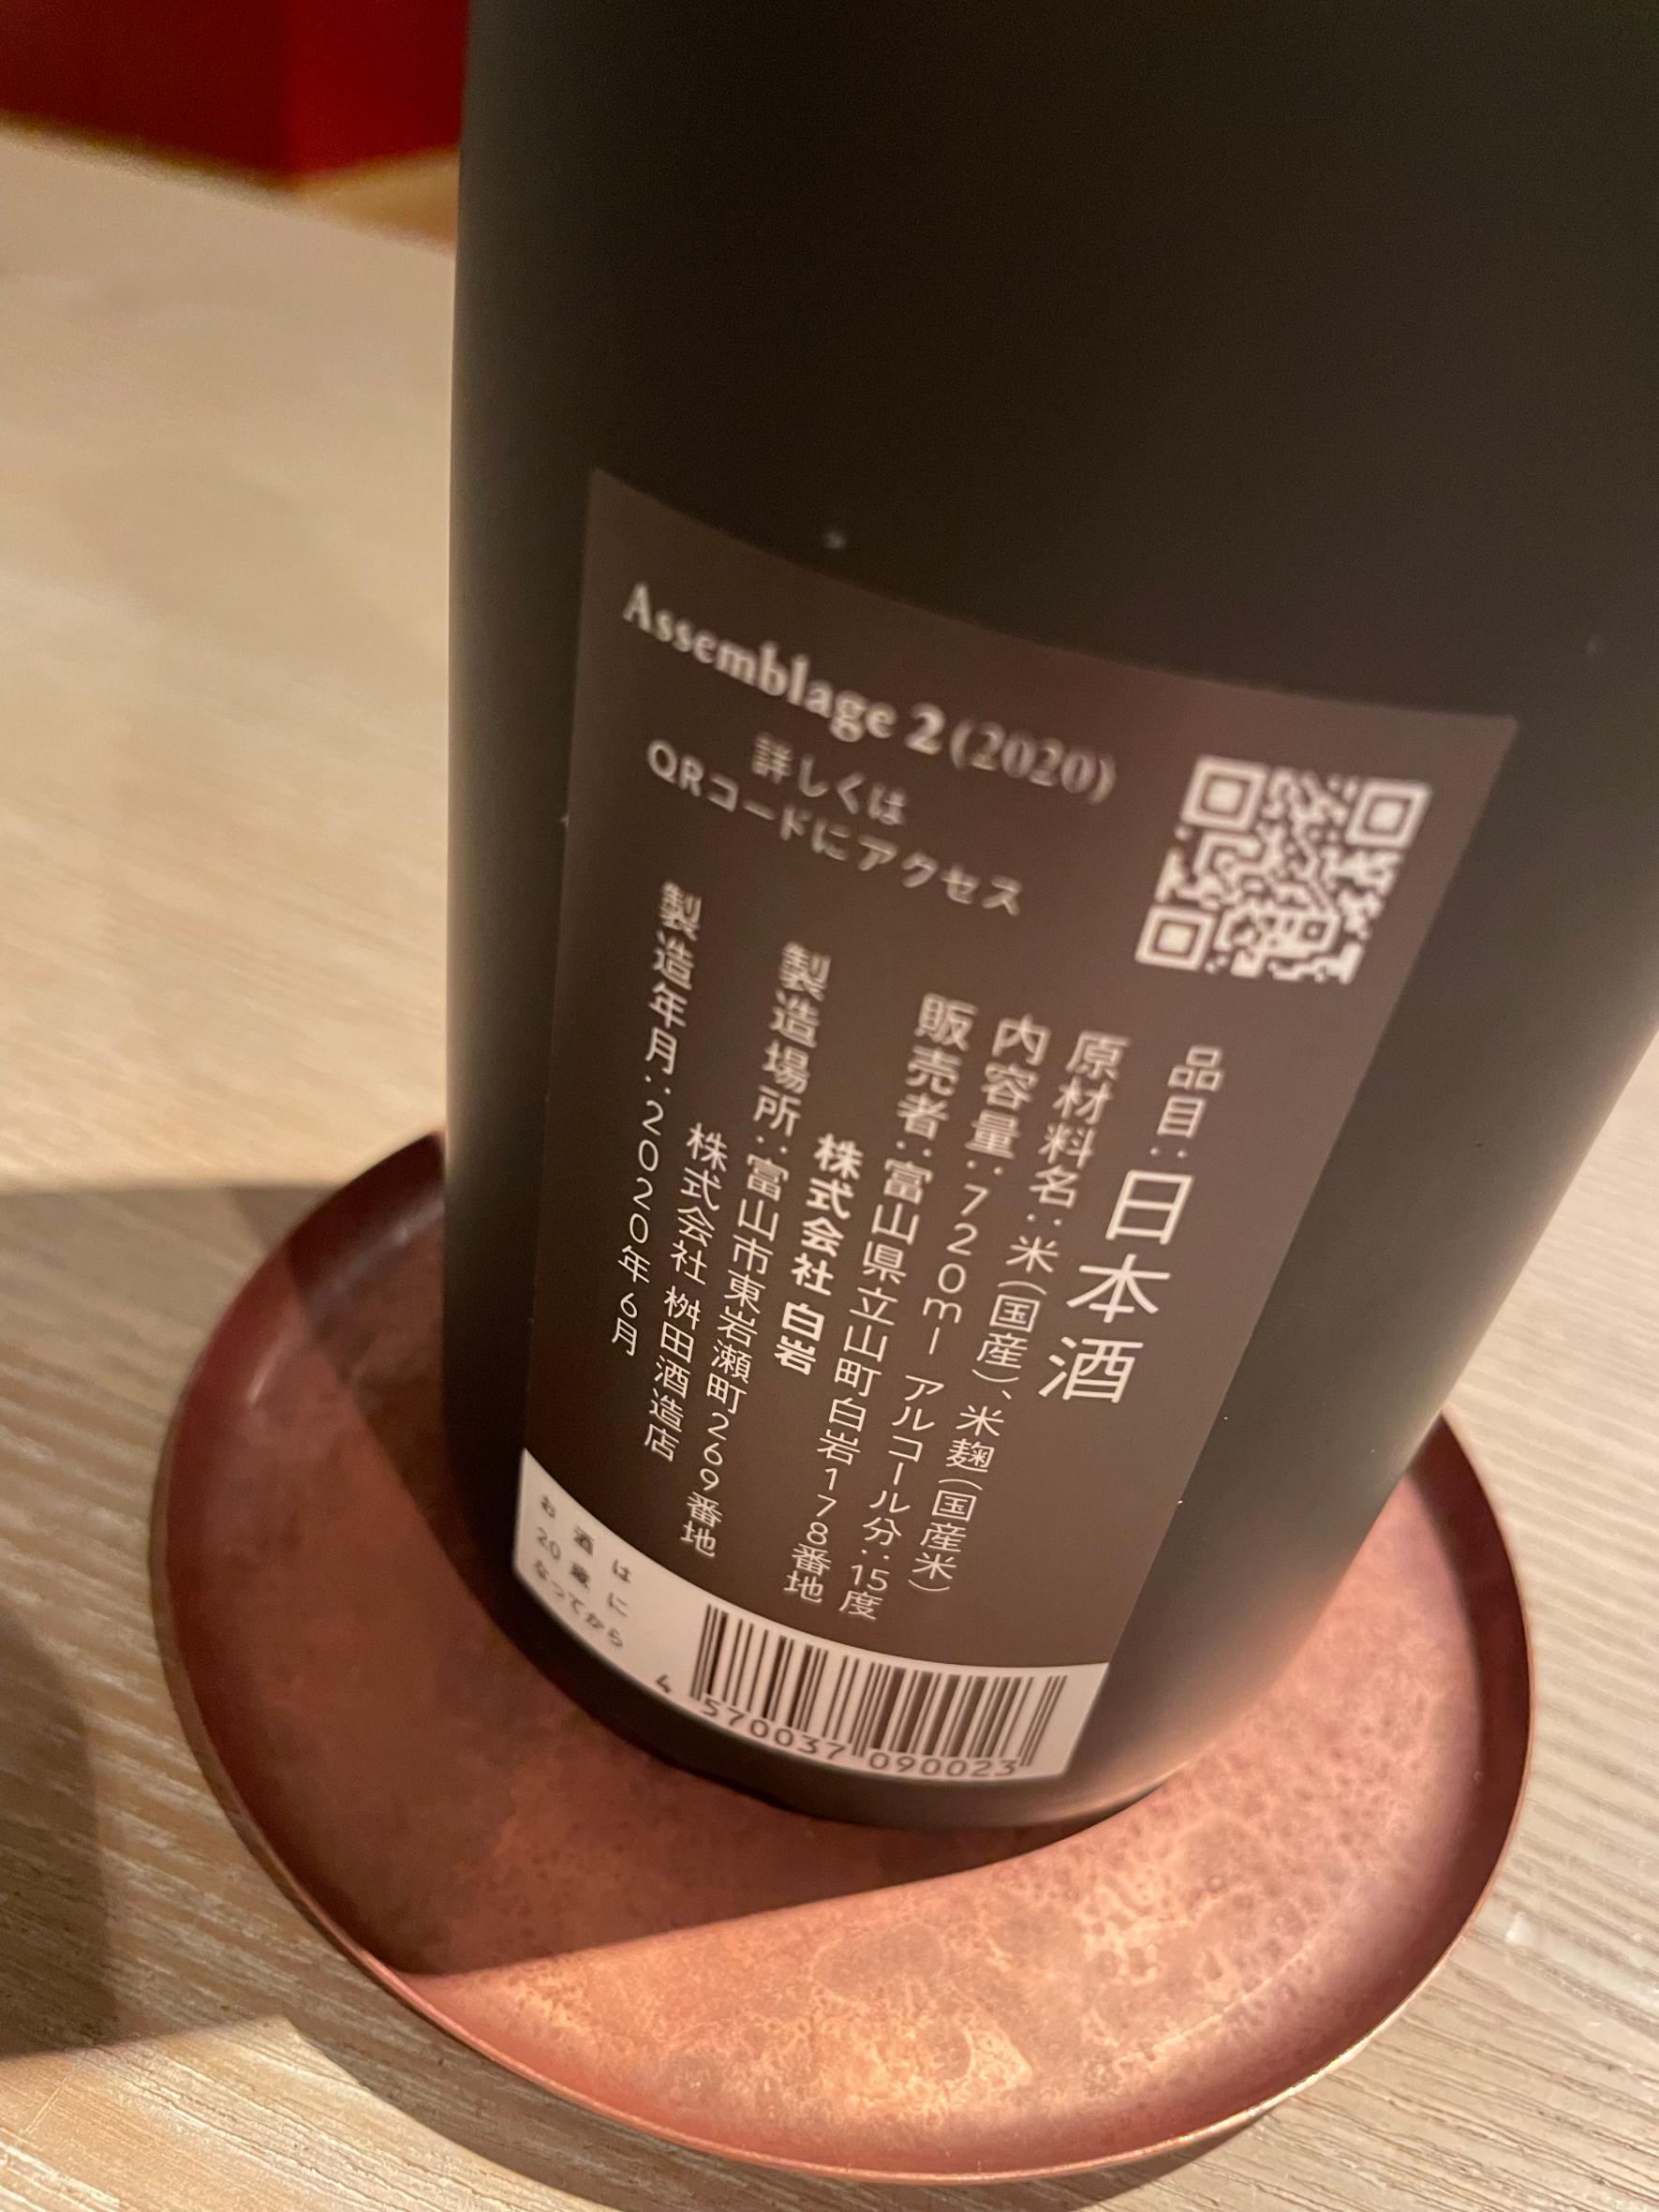 Assemblage 2 (2020)
詳しくは
QRコードにアクセス
品目:日本酒
原材料名:米(国産)、米麹(国産米)
内容量:720ml アルコール分:15度
販売者:富山県立山町白岩178番地
株式会社 白岩
製造場所:富山市東岩瀬町269番地
株式会社 桝田酒造店
製造年月:2020年6月
お酒は
20歳に
なってから
4 570037 090023